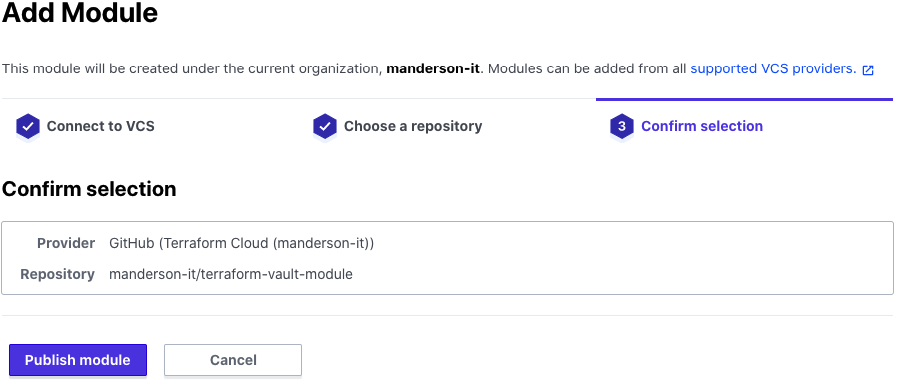 Add Module
This module will be created under the current organization, manderson-it. Modules can be added from all supported VCS providers.
Connect to VCS
Choose a repository
3 Confirm selection
Confirm selection
Provider GitHub (Terraform Cloud (manderson-it))
Repository manderson-it/terraform-vault-module
Publish module Cancel